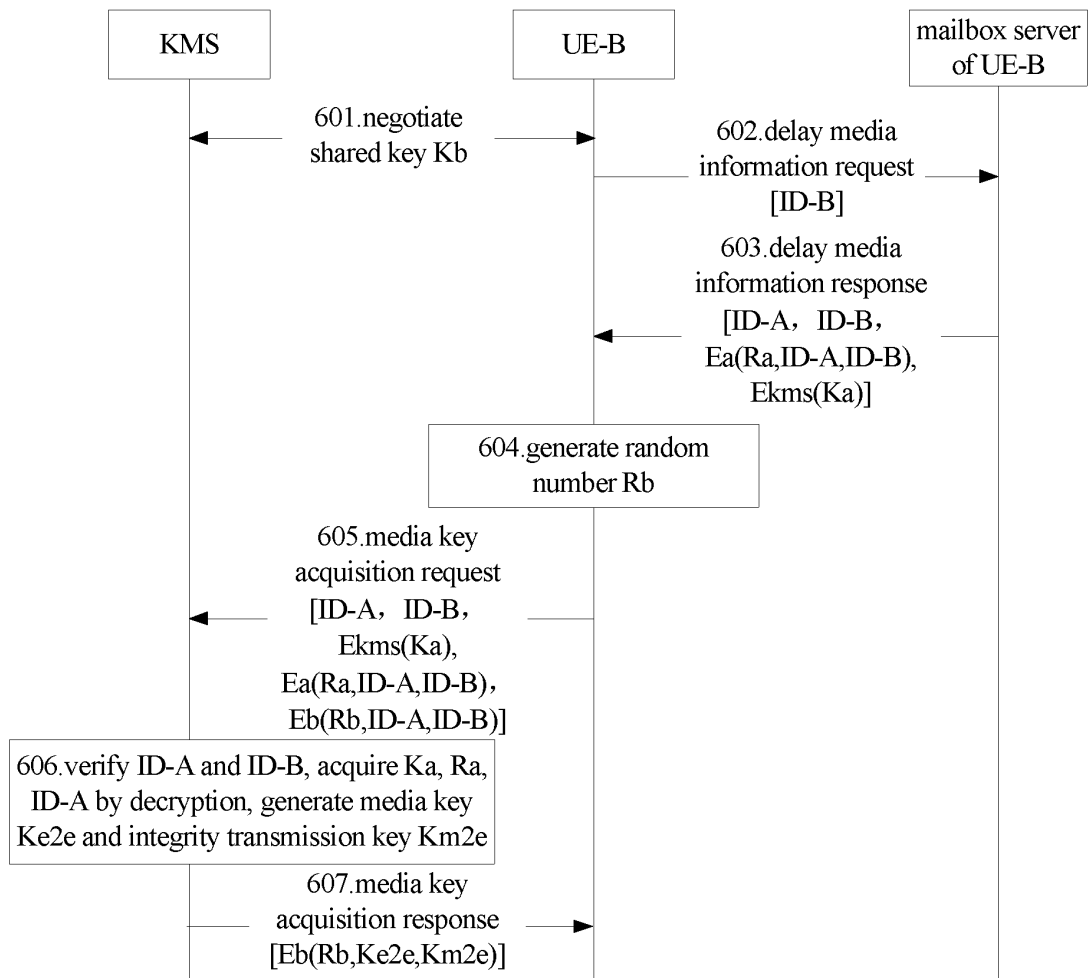 KMS
UE-B
mailbox server
of UE-B
601.negotiate
shared key Kb
602.delay media
information request
[ID-B]
603.delay media
information response
[ID-A，ID-B，
Ea(Ra,ID-A,ID-B),
Ekms(Ka)]
604.generate random
number Rb
605.media key
acquisition request
[ID-A，ID-B，
Ekms(Ka),
Ea(Ra,ID-A,ID-B)，
Eb(Rb,ID-A,ID-B)]
606.verify ID-A and ID-B, acquire Ka, Ra,
ID-A by decryption, generate media key
Ke2e and integrity transmission key Km2e
607.media key
acquisition response
[Eb(Rb,Ke2e,Km2e)]